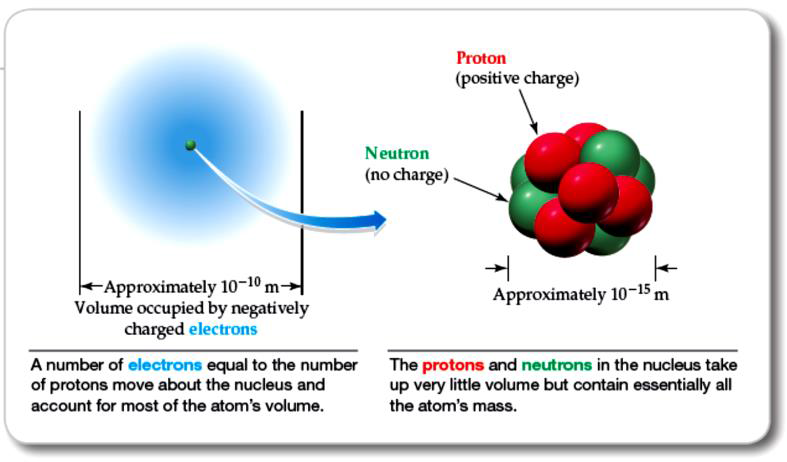 Proton
(positive charge)
Neutron
(no charge)
Approximately 10⁻¹⁰ m
Volume occupied by negatively
charged electrons
Approximately 10⁻¹⁵ m
A number of electrons equal to the number
of protons move about the nucleus and
account for most of the atom's volume.
The protons and neutrons in the nucleus take
up very little volume but contain essentially all
the atom's mass.